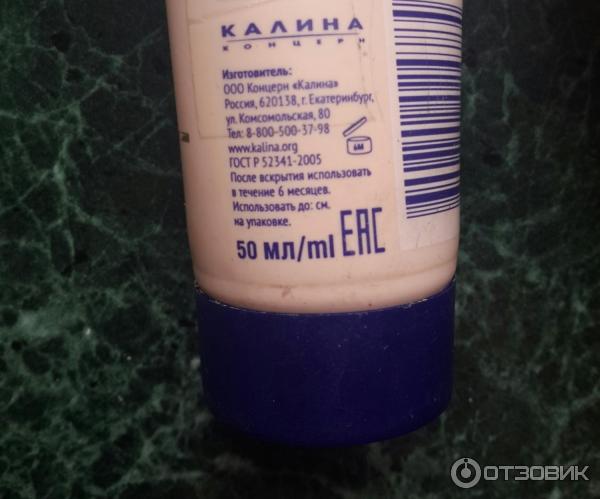 КАЛИНА
КОНЦЕРН
Изготовитель:
ООО Концерн «Калина»
Россия, 620138, г. Екатеринбург,
ул. Комсомольская, 80
Тел: 8-800-500-37-98
www.kalina.org
ГОСТ Р 52341-2005
6М
После вскрытия использовать
в течение 6 месяцев.
Использовать до: см.
на упаковке.
50 мл/ml EAC
ОТЗОВИК